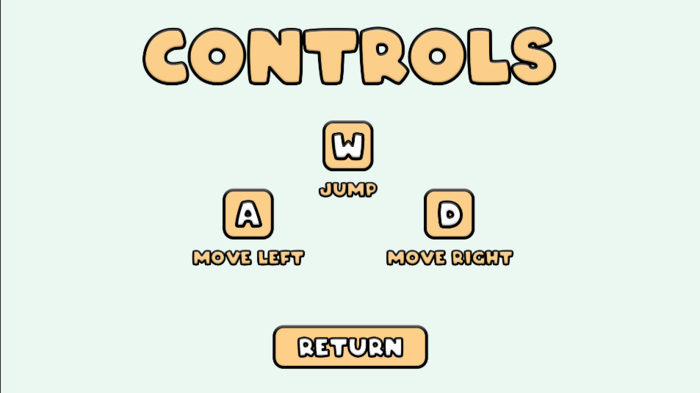 CONTROLS
W
JUMP
A
D
MOVE LEFT
MOVE RIGHT
RETURN